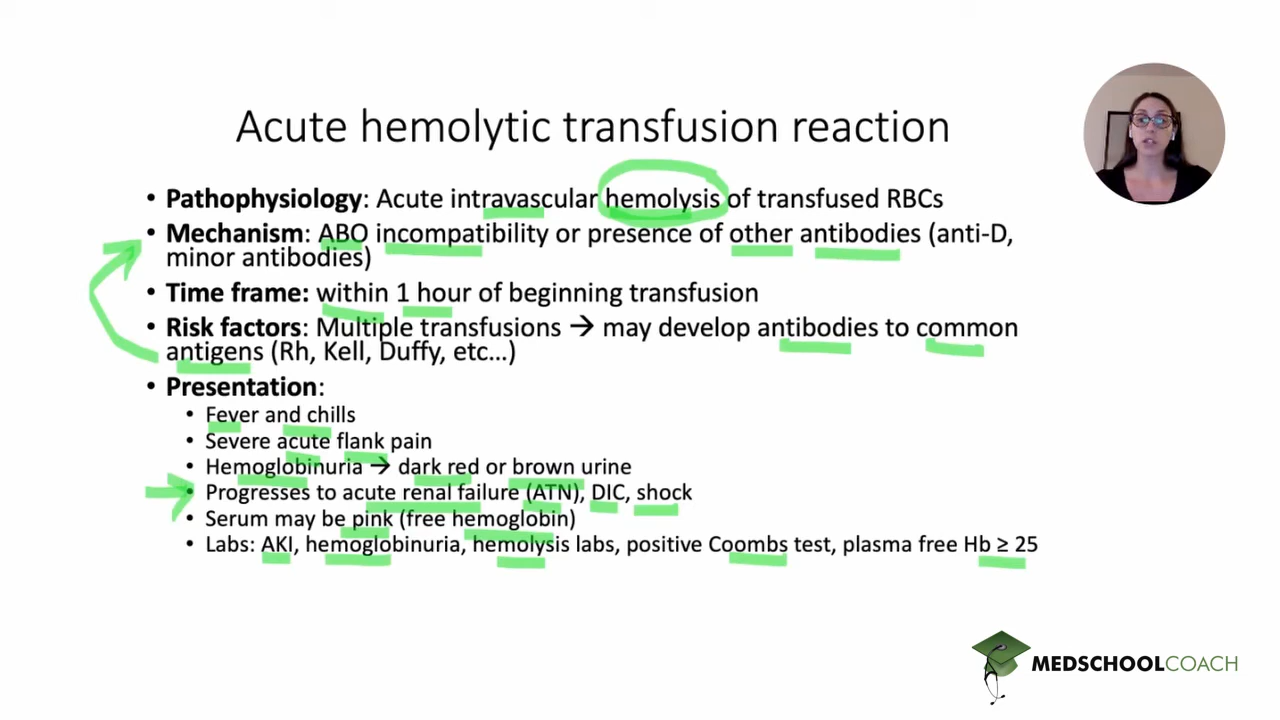 Acute hemolytic transfusion reaction
• Pathophysiology: Acute intravascular hemolysis of transfused RBCs
• Mechanism: ABO incompatibility or presence of other antibodies (anti-D,
minor antibodies)
• Time frame: within 1 hour of beginning transfusion
• Risk factors: Multiple transfusions → may develop antibodies to common
antigens (Rh, Kell, Duffy, etc...)
• Presentation:
• Fever and chills
• Severe acute flank pain
• Hemoglobinuria → dark red or brown urine
• Progresses to acute renal failure (ATN), DIC, shock
• Serum may be pink (free hemoglobin)
• Labs: AKI, hemoglobinuria, hemolysis labs, positive Coombs test, plasma free Hb ≥ 25
MEDSCHOOLCOACH